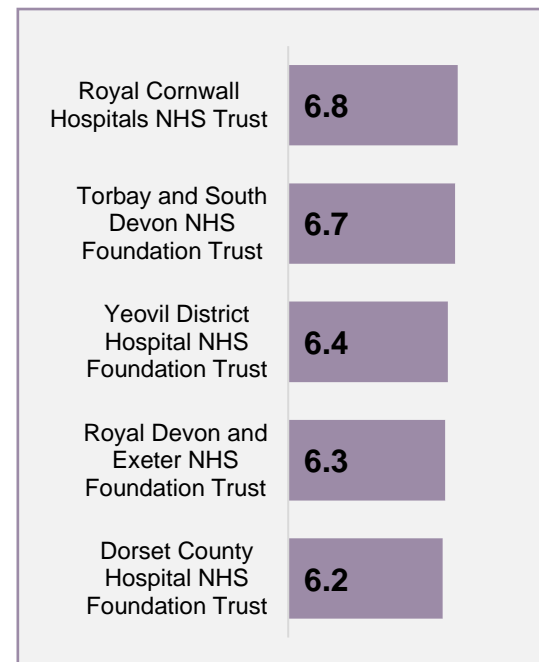 Royal Cornwall
Hospitals NHS Trust
6.8
Torbay and South
Devon NHS
Foundation Trust
6.7
Yeovil District
Hospital NHS
Foundation Trust
6.4
Royal Devon and
Exeter NHS
Foundation Trust
6.3
Dorset County
Hospital NHS
Foundation Trust
6.2